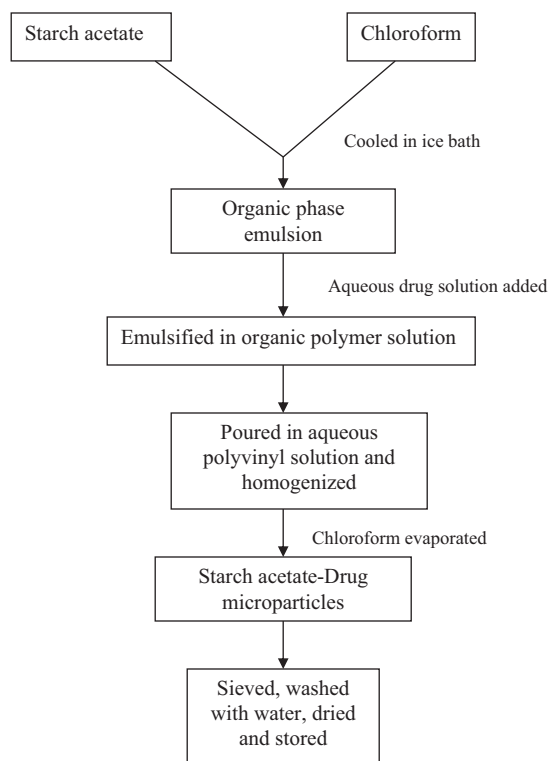 Starch acetate
Chloroform
Cooled in ice bath
Organic phase
emulsion
Aqueous drug solution added
Emulsified in organic polymer solution
Poured in aqueous
polyvinyl solution and
homogenized
Chloroform evaporated
Starch acetate-Drug
microparticles
Sieved, washed
with water, dried
and stored